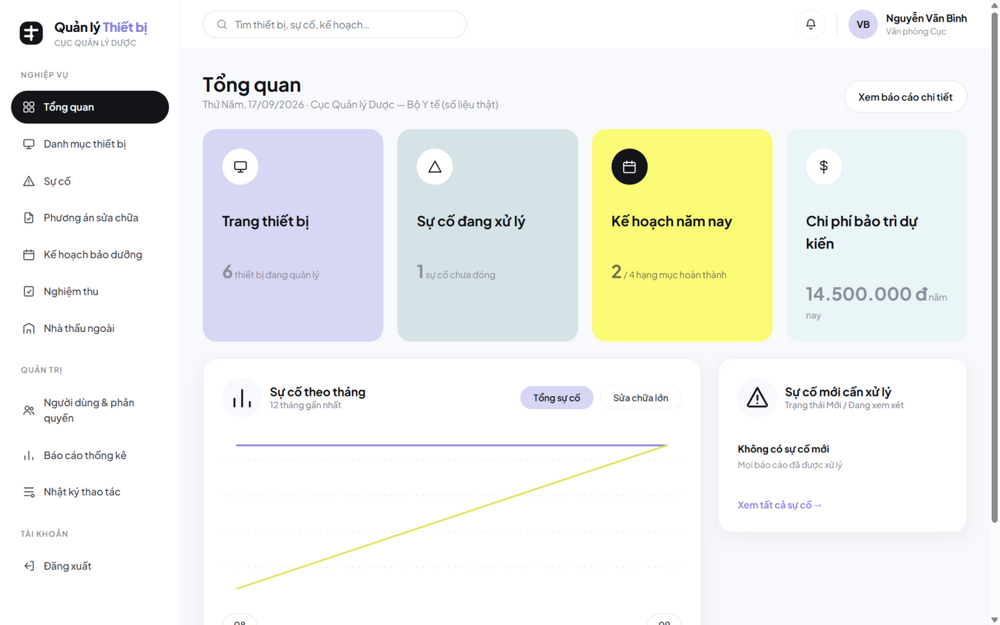 Quản lý Thiết bị
CỤC QUẢN LÝ DƯỢC
NGHIỆP VỤ
Tổng quan
Danh mục thiết bị
Sự cố
Phương án sửa chữa
Kế hoạch bảo dưỡng
Nghiệm thu
Nhà thầu ngoài
QUẢN TRỊ
Người dùng & phân
quyền
Báo cáo thống kê
Nhật ký thao tác
TÀI KHOẢN
Đăng xuất
Tìm thiết bị, sự cố, kế hoạch...
VB
Nguyễn Văn Bình
Văn phòng Cục
Tổng quan
Thứ Năm, 17/09/2026 · Cục Quản lý Dược — Bộ Y tế (số liệu thật)
Xem báo cáo chi tiết
Trang thiết bị
6 thiết bị đang quản lý
Sự cố đang xử lý
1 sự cố chưa đóng
Kế hoạch năm nay
2 / 4 hạng mục hoàn thành
Chi phí bảo trì dự
kiến
14.500.000 đ năm
nay
Sự cố theo tháng
12 tháng gần nhất
Tổng sự cố
Sửa chữa lớn
08
09
Sự cố mới cần xử lý
Trạng thái Mới / Đang xem xét
Không có sự cố mới
Mọi báo cáo đã được xử lý
Xem tất cả sự cố →